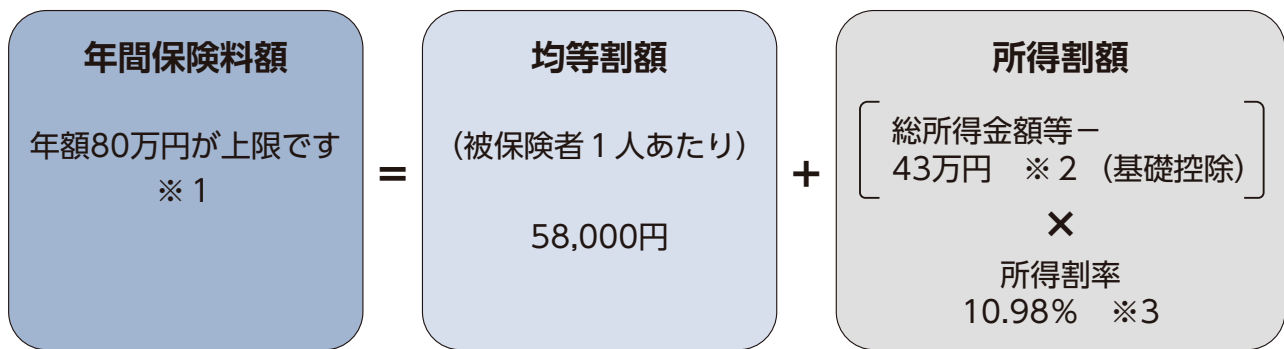 年間保険料額
年額80万円が上限です
※1
＝
均等割額
（被保険者１人あたり）
58,000円
＋
所得割額
総所得金額等－
43万円　※２（基礎控除）
×
所得割率
10.98%　※3